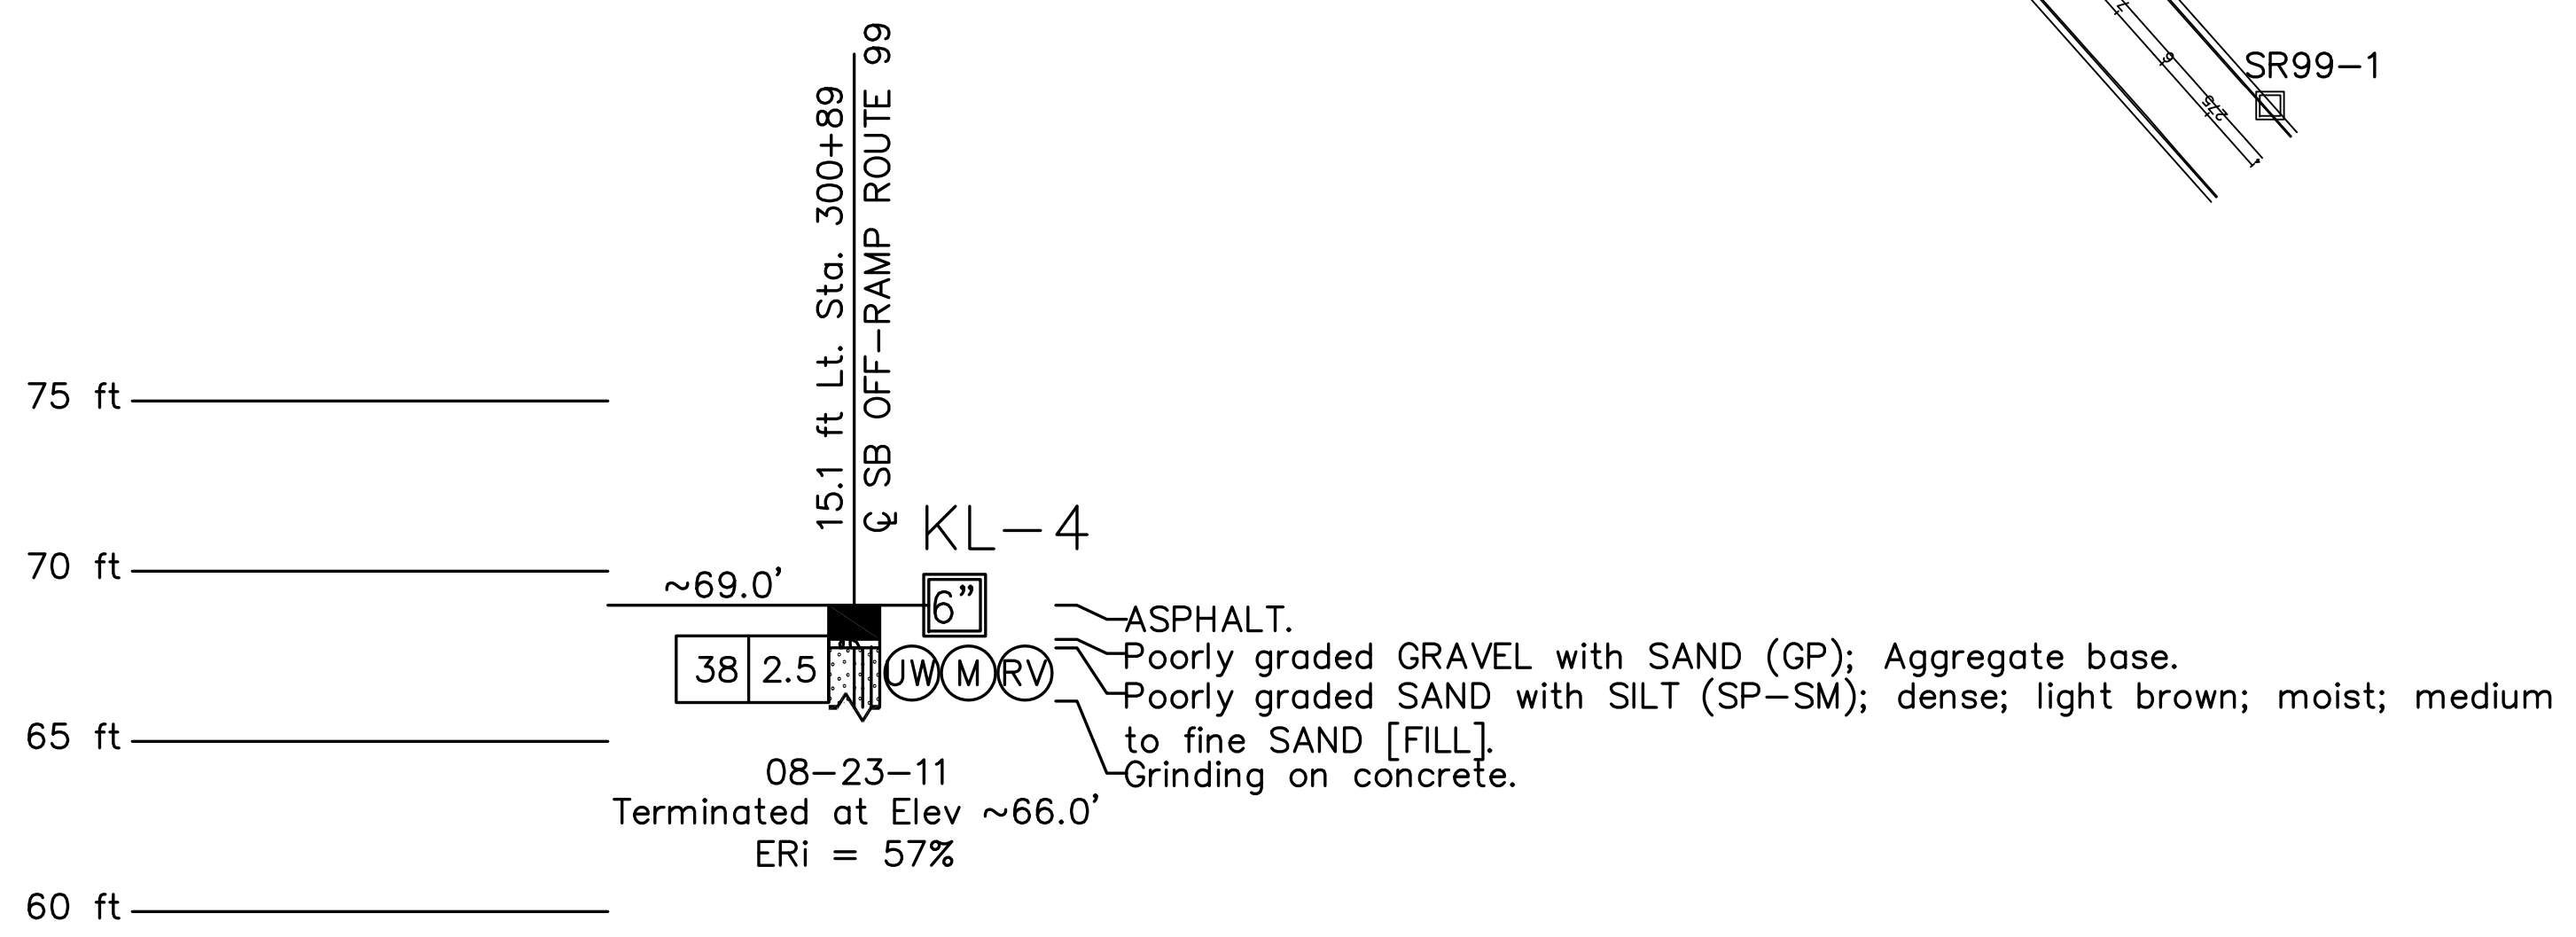 SR99-1
7
6
275
15.1 ft Lt. Sta. 300+89
℄ SB OFF-RAMP ROUTE 99
75 ft
KL-4
70 ft
~69.0'
6"
ASPHALT.
38 2.5 UW M RV
Poorly graded GRAVEL with SAND (GP); Aggregate base.
Poorly graded SAND with SILT (SP-SM); dense; light brown; moist; medium
to fine SAND [FILL].
65 ft
Grinding on concrete.
08-23-11
Terminated at Elev ~66.0'
ERi = 57%
60 ft